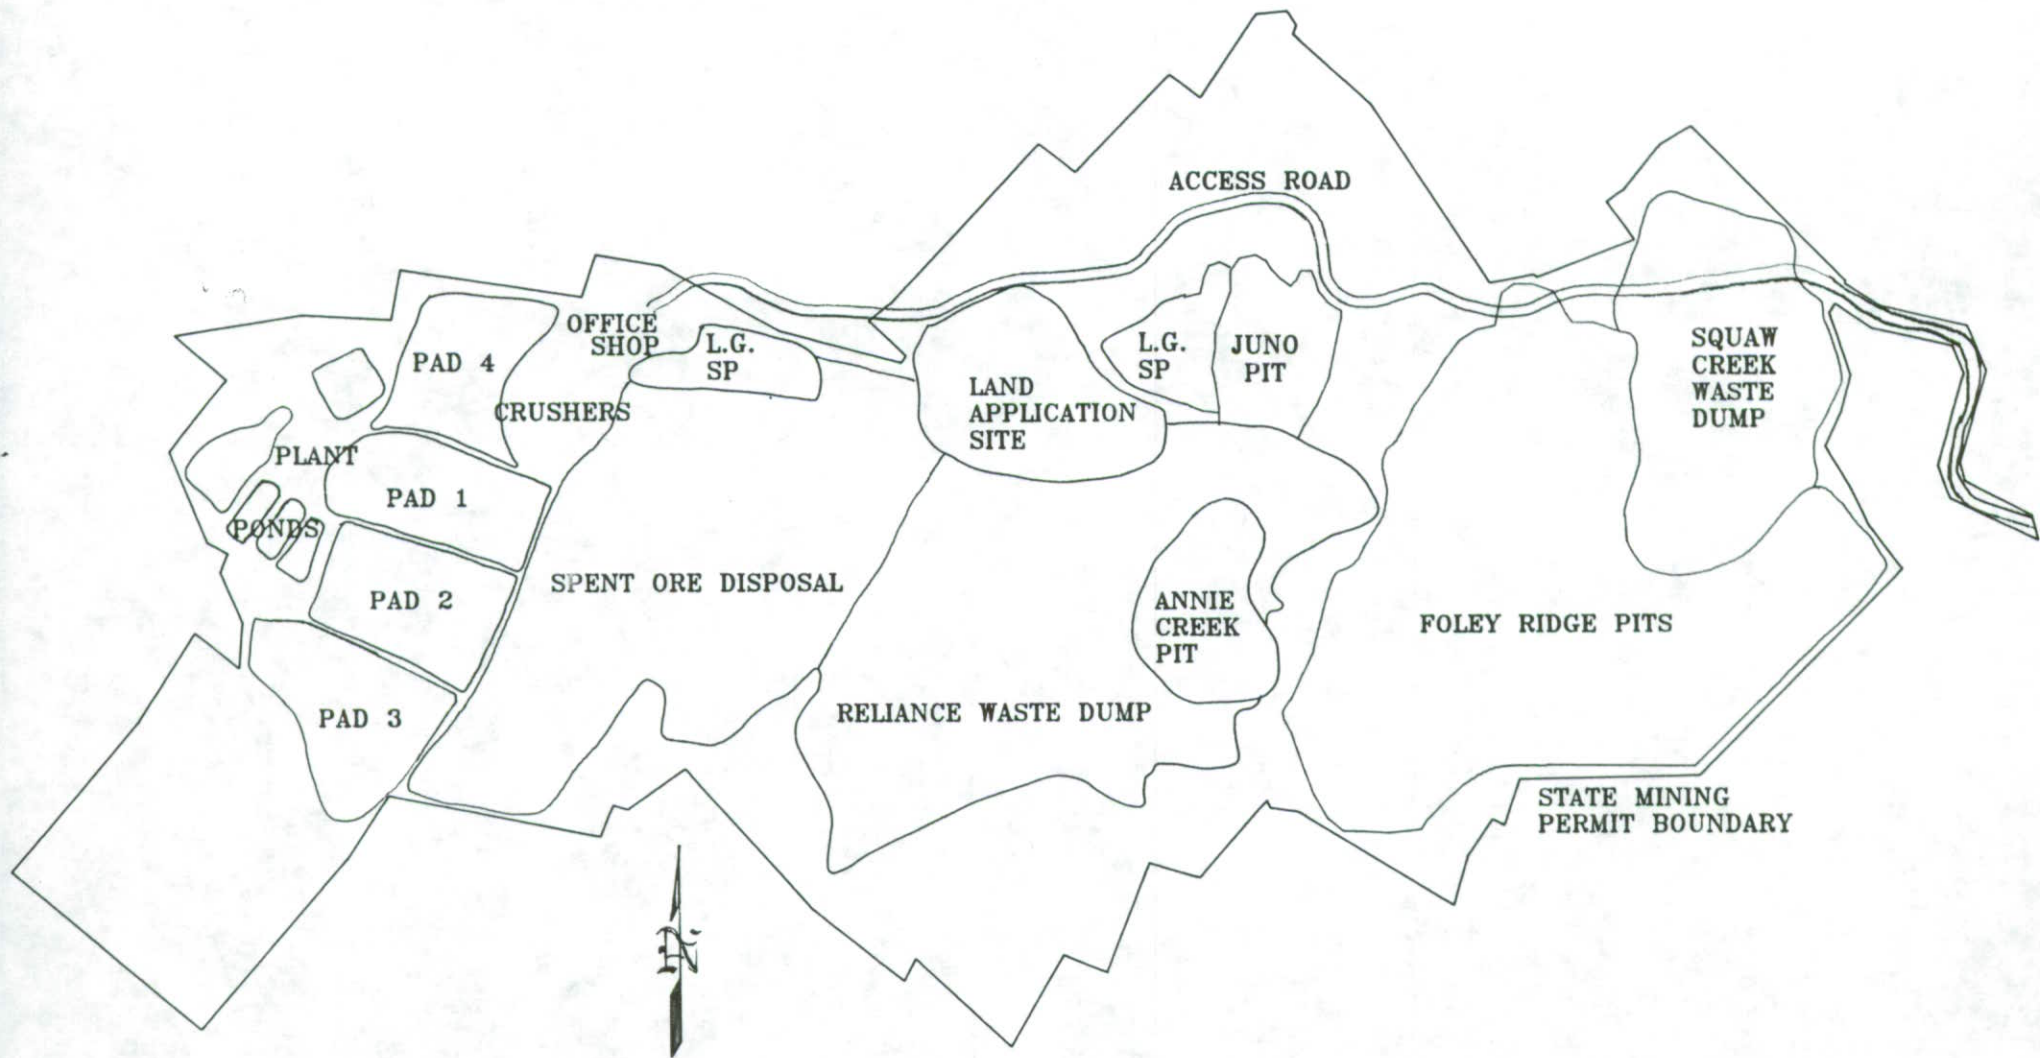 ACCESS ROAD
OFFICE
SHOP
L.G.
SP
PAD 4
CRUSHERS
L.G.
SP
JUNO
PIT
SQUAW
CREEK
WASTE
DUMP
LAND
APPLICATION
SITE
PLANT
PAD 1
PONDS
SPENT ORE DISPOSAL
PAD 2
ANNIE
CREEK
PIT
FOLEY RIDGE PITS
PAD 3
RELIANCE WASTE DUMP
STATE MINING
PERMIT BOUNDARY
N